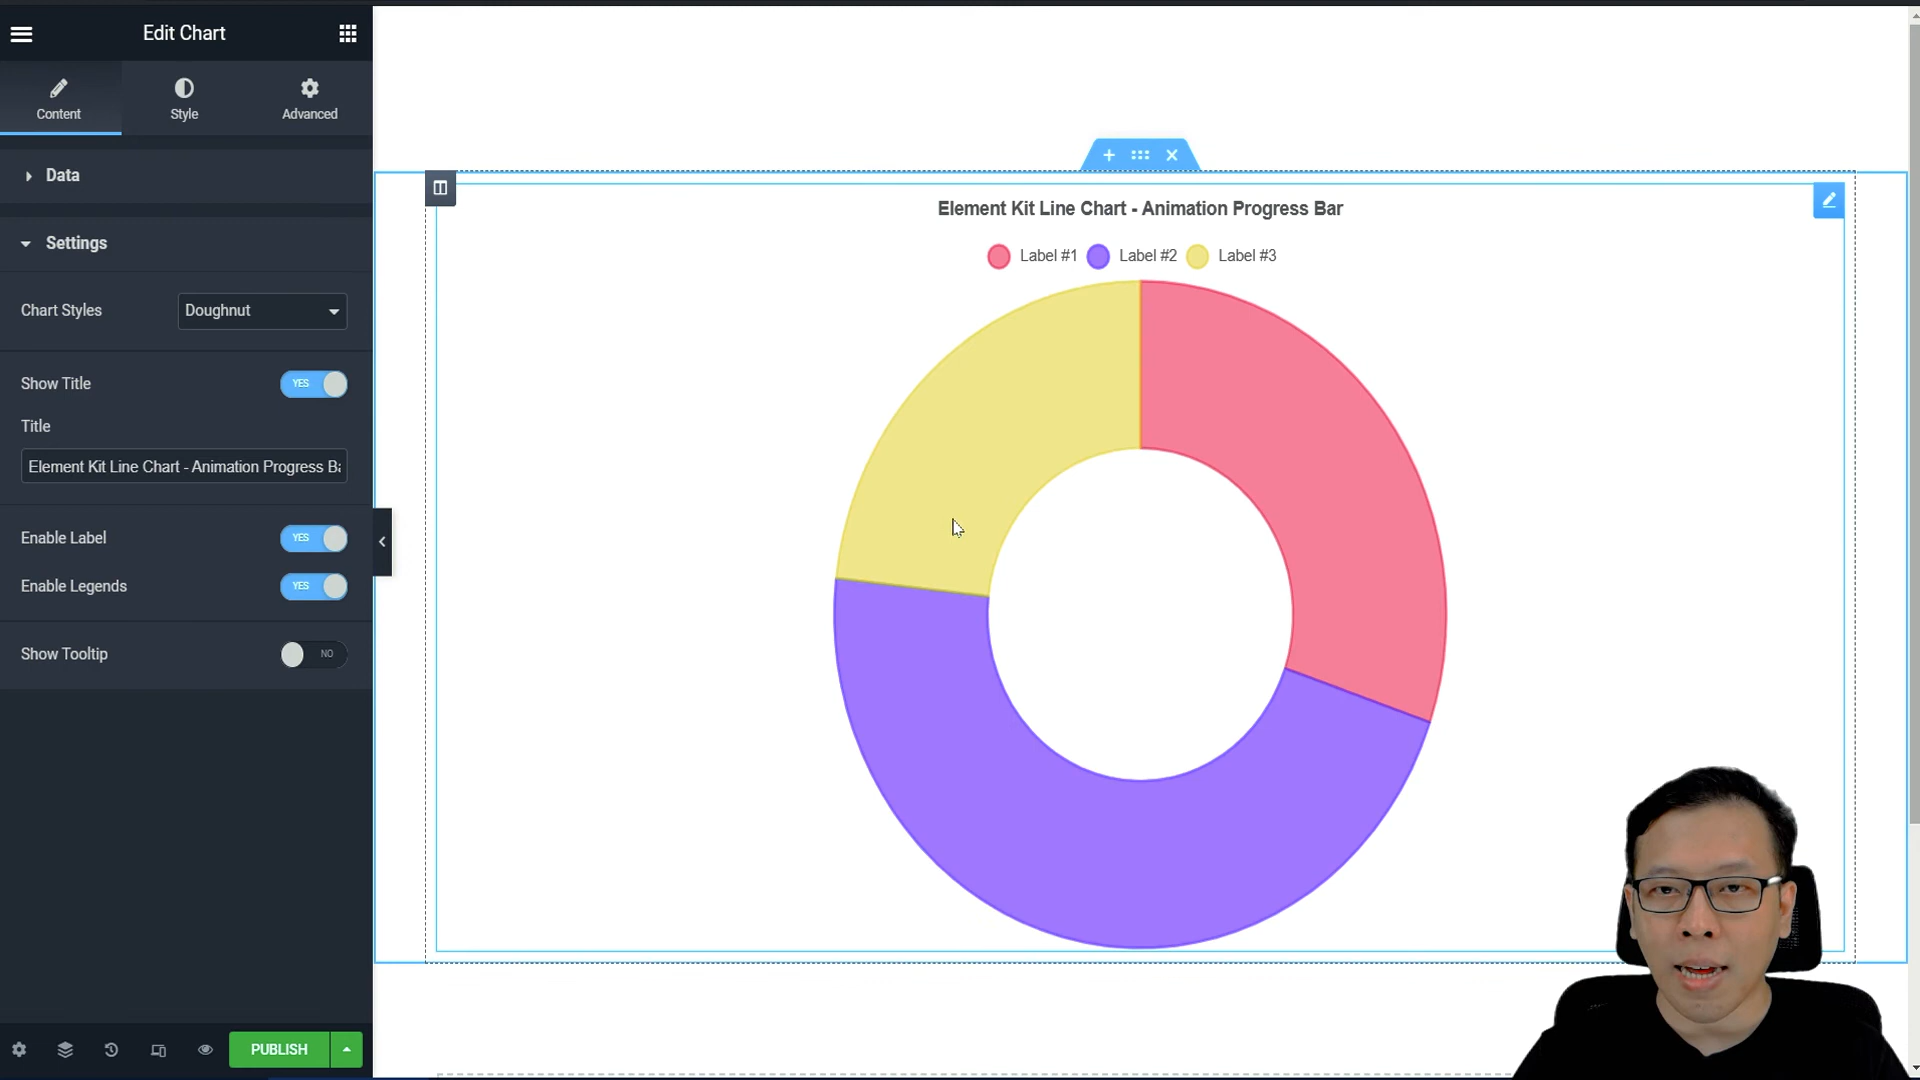 Edit Chart
Content
Style
Advanced
Data
Settings
Chart Styles
Doughnut
Show Title
YES
Title
Element Kit Line Chart - Animation Progress Ba
Enable Label
YES
Enable Legends
YES
Show Tooltip
NO
PUBLISH
Element Kit Line Chart - Animation Progress Bar
Label #1 Label #2 Label #3